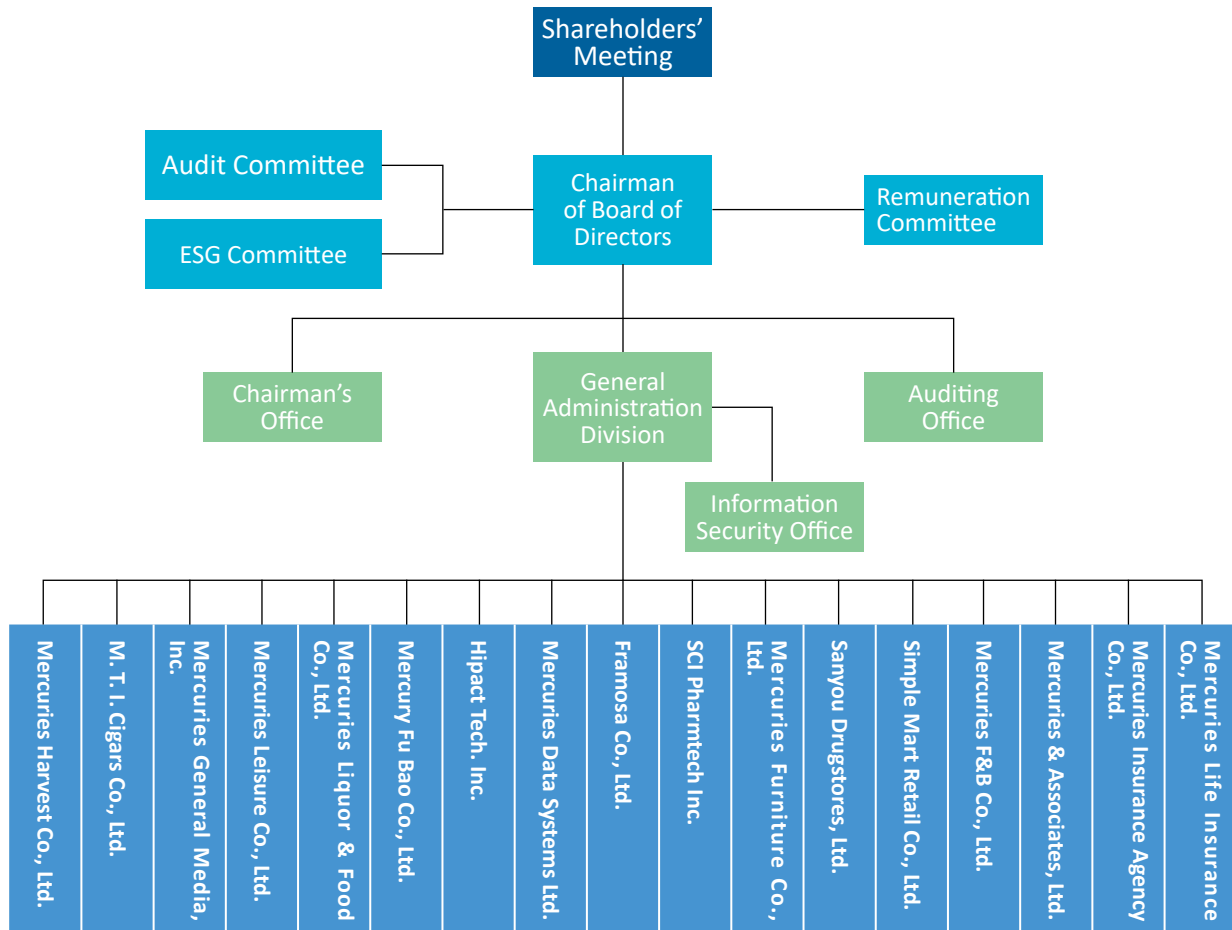 Shareholders’
Meeting
Audit Committee
ESG Committee
Chairman
of Board of
Directors
Remuneration
Committee
Chairman’s
Office
General
Administration
Division
Auditing
Office
Information
Security Office
Mercuries Harvest Co., Ltd.
M. T. I. Cigars Co., Ltd.
Mercuries General Media,
Inc.
Mercuries Leisure Co., Ltd.
Mercuries Liquor & Food
Co., Ltd.
Mercury Fu Bao Co., Ltd.
Hipact Tech. Inc.
Mercuries Data Systems Ltd.
Framosa Co., Ltd.
SCI Pharmtech Inc.
Mercuries Furniture Co.,
Ltd.
Sanyou Drugstores, Ltd.
Simple Mart Retail Co., Ltd.
Mercuries F&B Co., Ltd.
Mercuries & Associates, Ltd.
Mercuries Insurance Agency
Co., Ltd.
Mercuries Life Insurance
Co., Ltd.